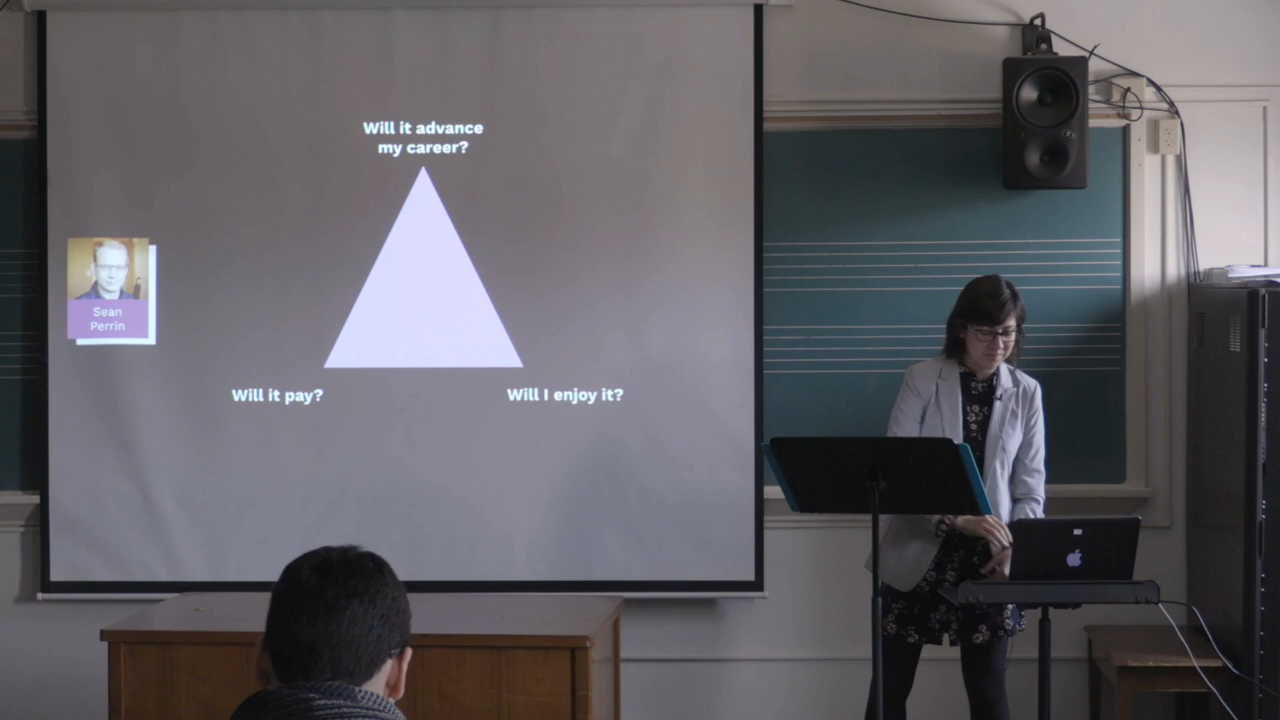 Will it advance
my career?
Sean
Perrin
Will it pay?
Will I enjoy it?